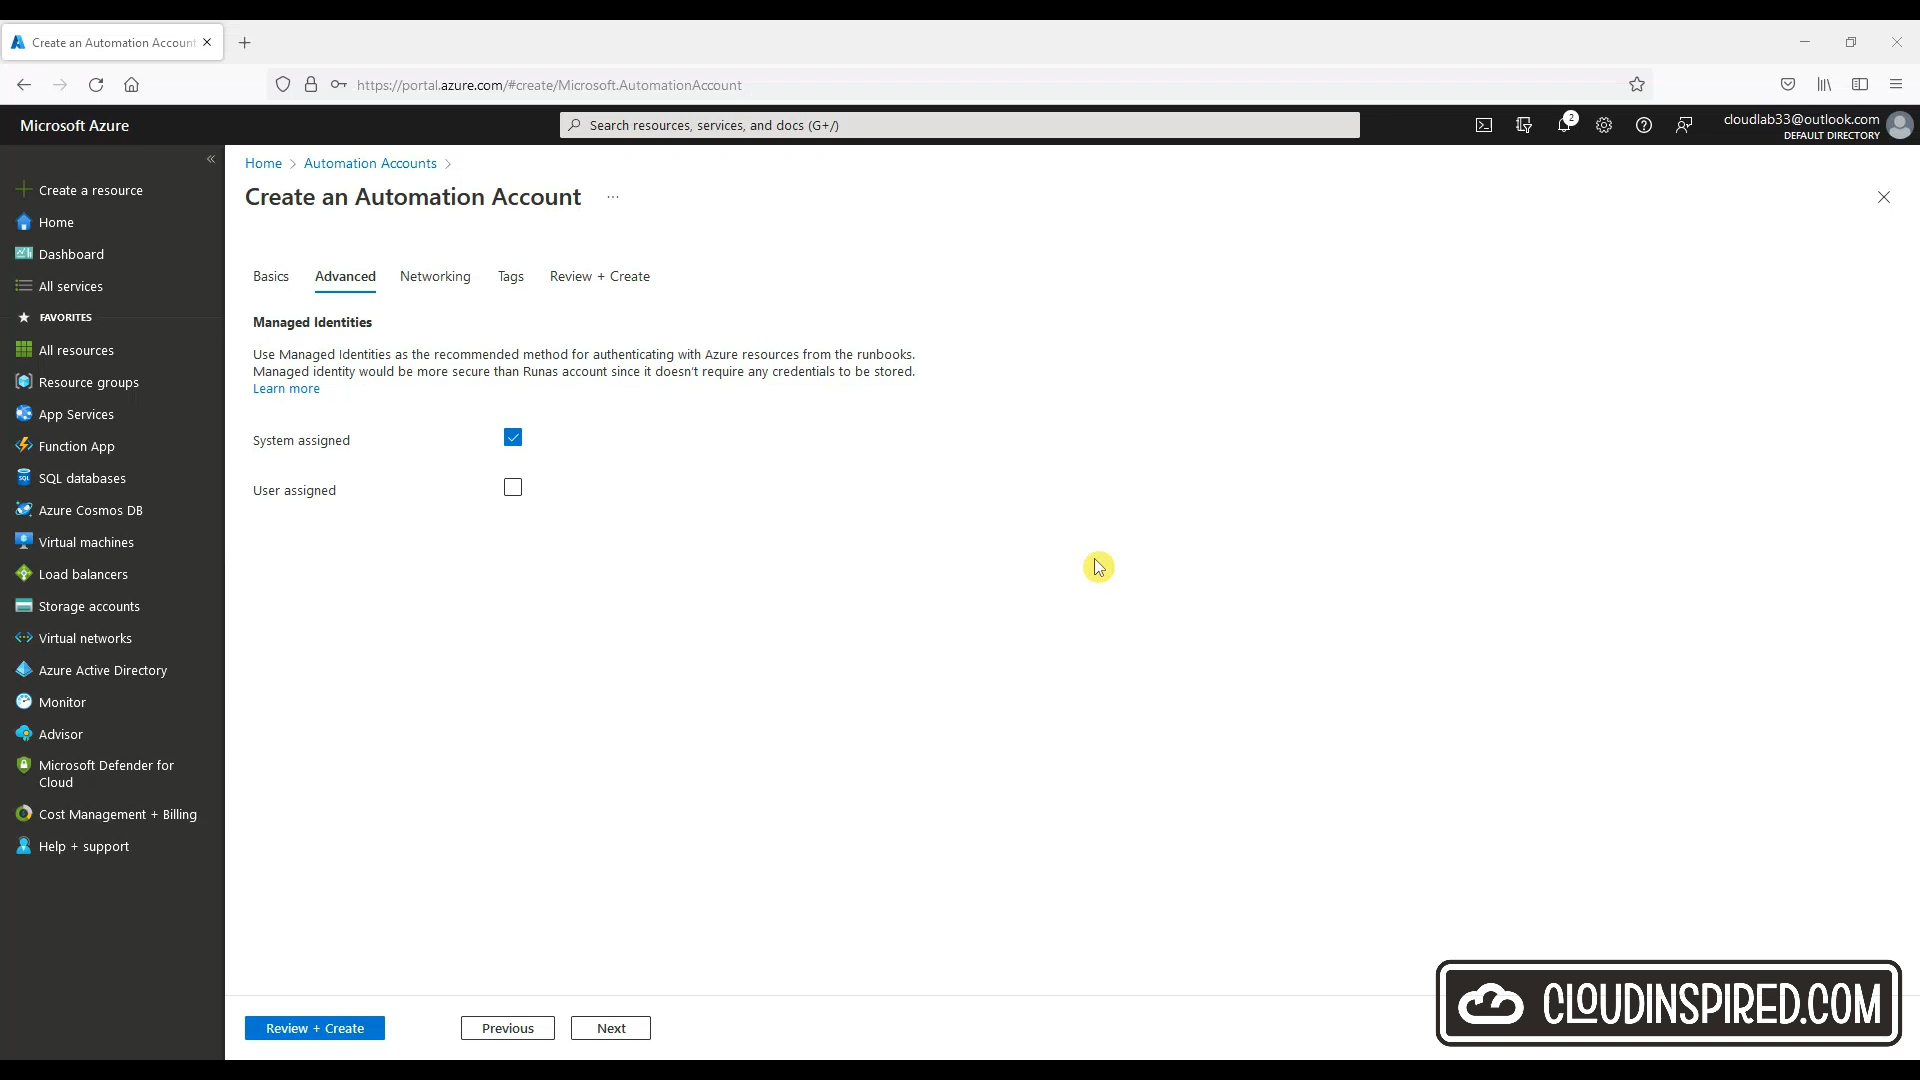 Create an Automation Account
https://portal.azure.com/#create/Microsoft.AutomationAccount
Microsoft Azure
Search resources, services, and docs (G+/)
2
cloudlab33@outlook.com
DEFAULT DIRECTORY
Create a resource
Home
Dashboard
All services
FAVORITES
All resources
Resource groups
App Services
Function App
SQL databases
Azure Cosmos DB
Virtual machines
Load balancers
Storage accounts
Virtual networks
Azure Active Directory
Monitor
Advisor
Microsoft Defender for
Cloud
Cost Management + Billing
Help + support
Home > Automation Accounts >
Create an Automation Account ...
Basics Advanced Networking Tags Review + Create
Managed Identities
Use Managed Identities as the recommended method for authenticating with Azure resources from the runbooks.
Managed identity would be more secure than Runas account since it doesn't require any credentials to be stored.
Learn more
System assigned
User assigned
Review + Create
Previous
Next
CLOUDINSPIRED.COM